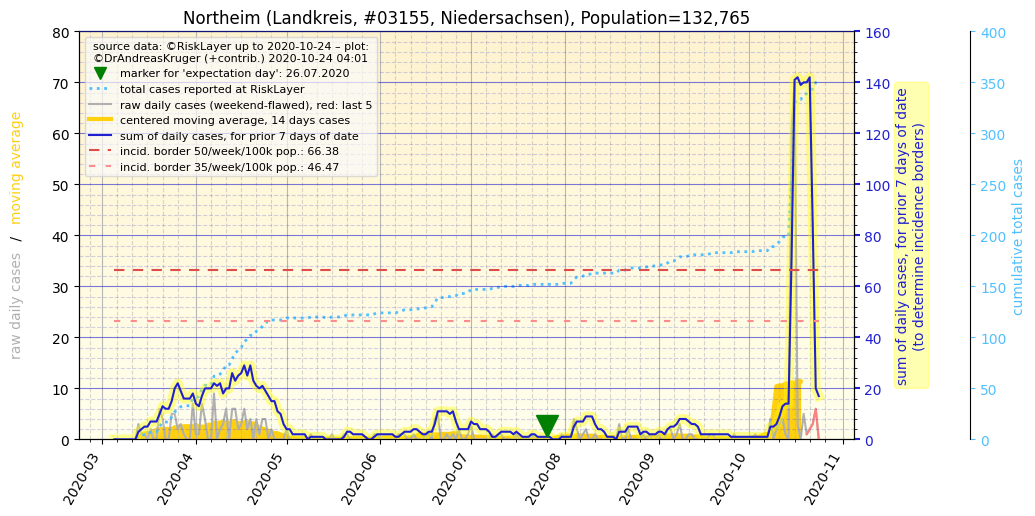 Northeim (Landkreis, #03155, Niedersachsen), Population=132,765
source data: ©RiskLayer up to 2020-10-24 – plot:
©DrAndreasKruger (+contrib.) 2020-10-24 04:01
marker for 'expectation day': 26.07.2020
total cases reported at RiskLayer
raw daily cases (weekend-flawed), red: last 5
centered moving average, 14 days cases
sum of daily cases, for prior 7 days of date
incid. border 50/week/100k pop.: 66.38
incid. border 35/week/100k pop.: 46.47
raw daily cases / moving average
80
70
60
50
40
30
20
10
0
160
140
120
100
80
60
40
20
0
sum of daily cases, for prior 7 days of date
(to determine incidence borders)
400
350
300
250
200
150
100
50
0
cumulative total cases
2020-03
2020-04
2020-05
2020-06
2020-07
2020-08
2020-09
2020-10
2020-11